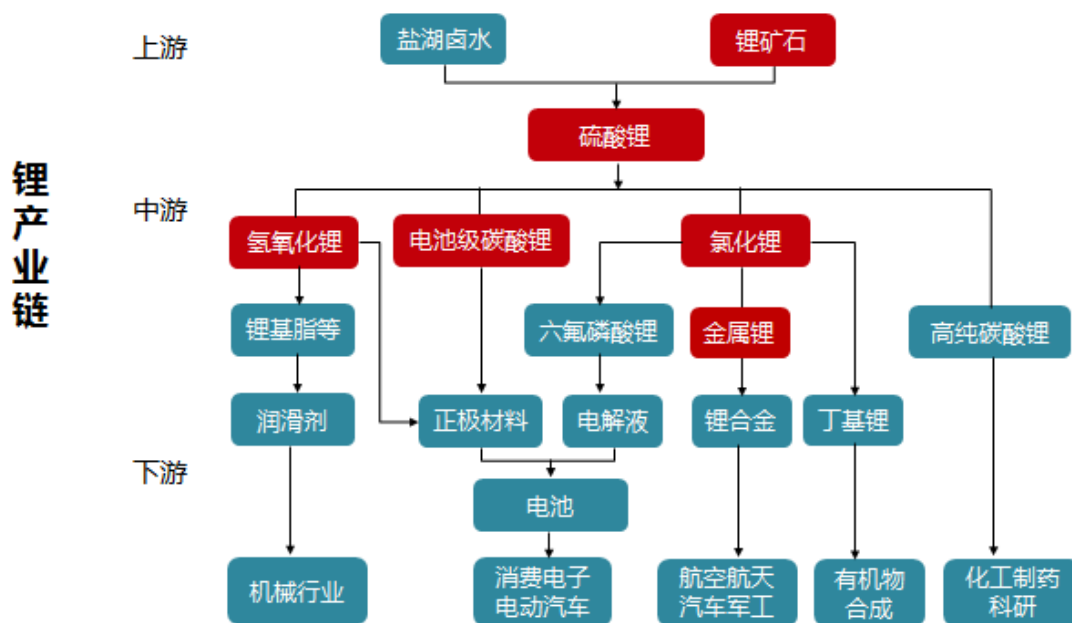 锂产业链
上游
盐湖卤水
锂矿石
硫酸锂
中游
氢氧化锂
电池级碳酸锂
氯化锂
锂基脂等
六氟磷酸锂
金属锂
高纯碳酸锂
润滑剂
正极材料
电解液
锂合金
丁基锂
下游
电池
机械行业
消费电子
电动汽车
航空航天
汽车军工
有机物
合成
化工制药
科研